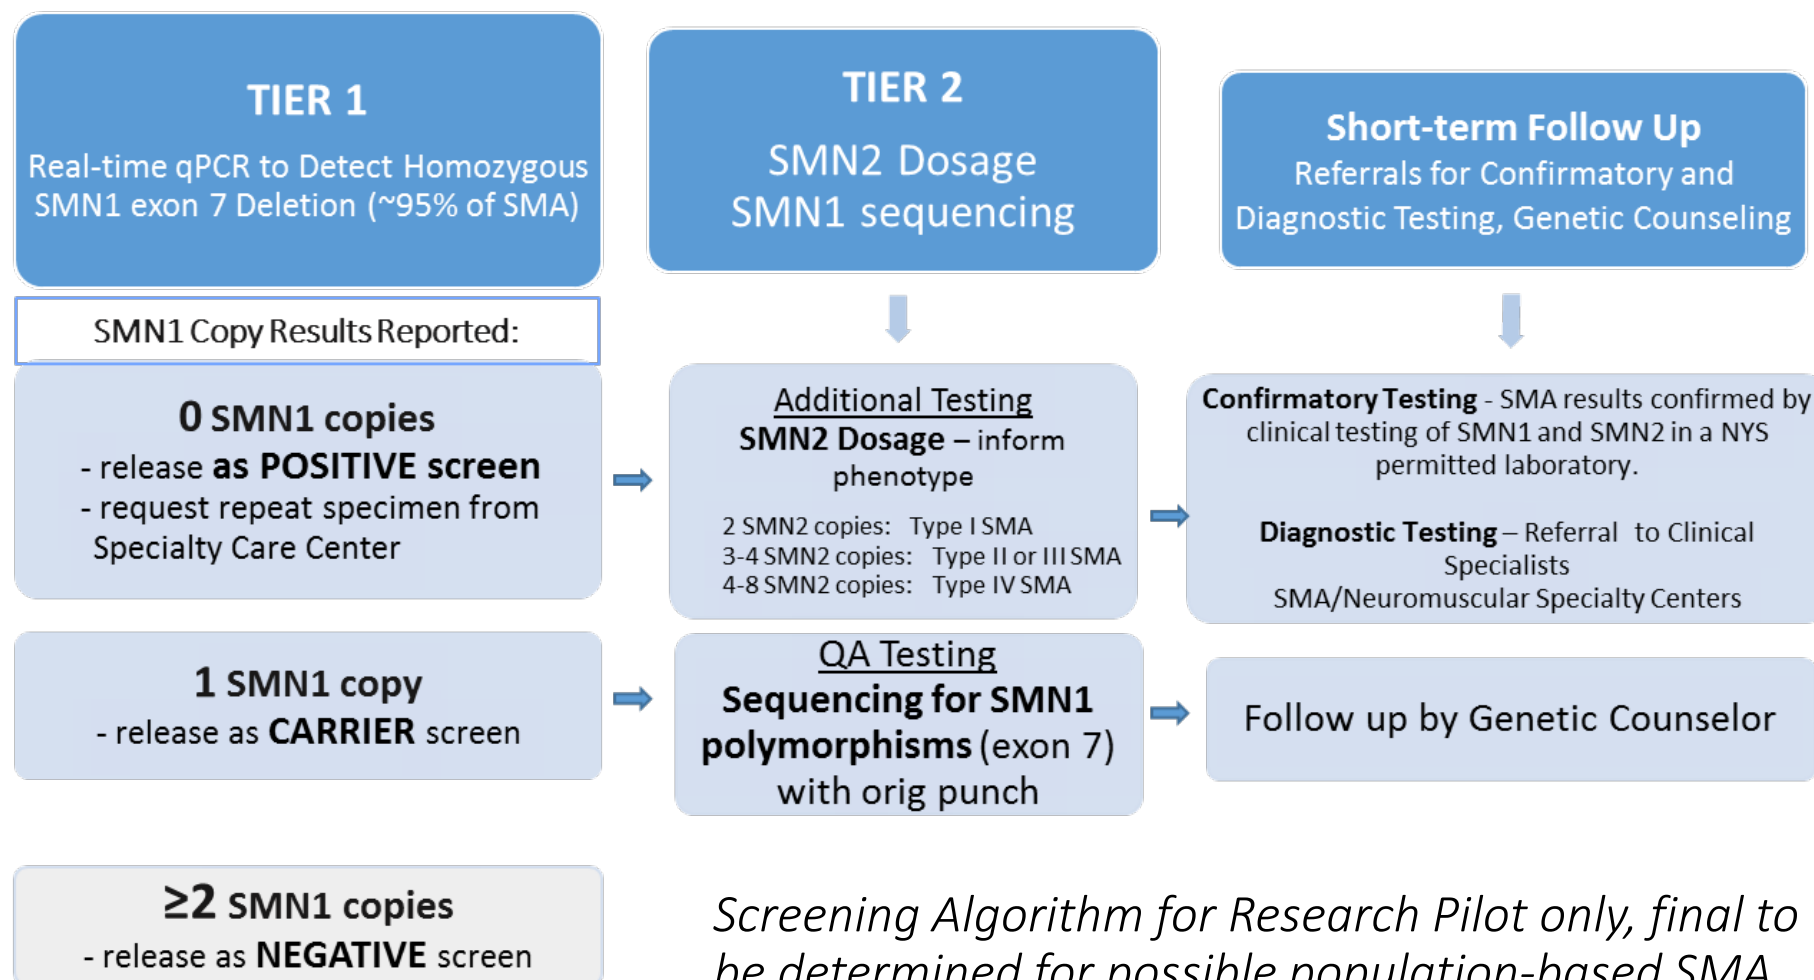 TIER 1
Real-time qPCR to Detect Homozygous
SMN1 exon 7 Deletion (~95% of SMA)
TIER 2
SMN2 Dosage
SMN1 sequencing
Short-term Follow Up
Referrals for Confirmatory and
Diagnostic Testing, Genetic Counseling
SMN1 Copy Results Reported:
0 SMN1 copies
- release as POSITIVE screen
- request repeat specimen from
Specialty Care Center
Additional Testing
SMN2 Dosage – inform
phenotype
2 SMN2 copies: Type I SMA
3-4 SMN2 copies: Type II or III SMA
4-8 SMN2 copies: Type IV SMA
Confirmatory Testing - SMA results confirmed by
clinical testing of SMN1 and SMN2 in a NYS
permitted laboratory.
Diagnostic Testing – Referral to Clinical
Specialists
SMA/Neuromuscular Specialty Centers
1 SMN1 copy
- release as CARRIER screen
QA Testing
Sequencing for SMN1
polymorphisms (exon 7)
with orig punch
Follow up by Genetic Counselor
≥2 SMN1 copies
- release as NEGATIVE screen
Screening Algorithm for Research Pilot only, final to
be determined for possible population-based SMA